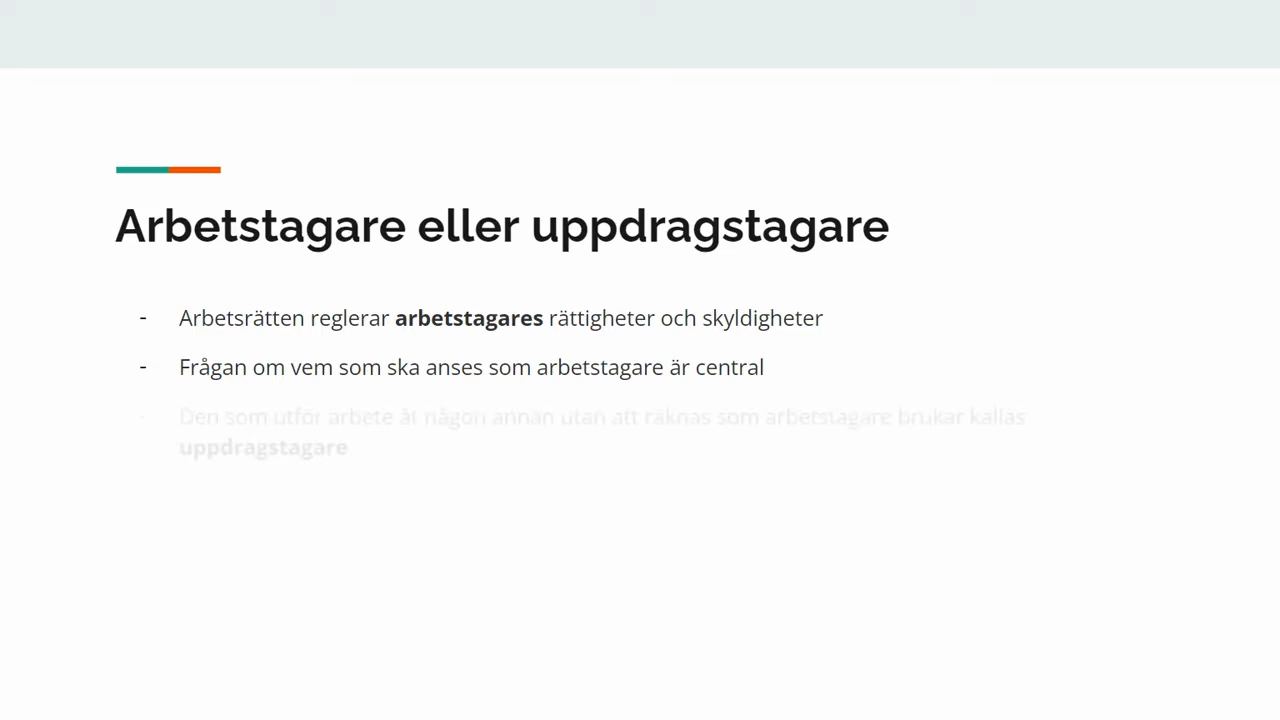 Arbetstagare eller uppdragstagare
- Arbetsrätten reglerar arbetstagares rättigheter och skyldigheter
- Frågan om vem som ska anses som arbetstagare är central
- Den som utför arbete åt någon annan utan att räknas som arbetstagare brukar kallas
uppdragstagare